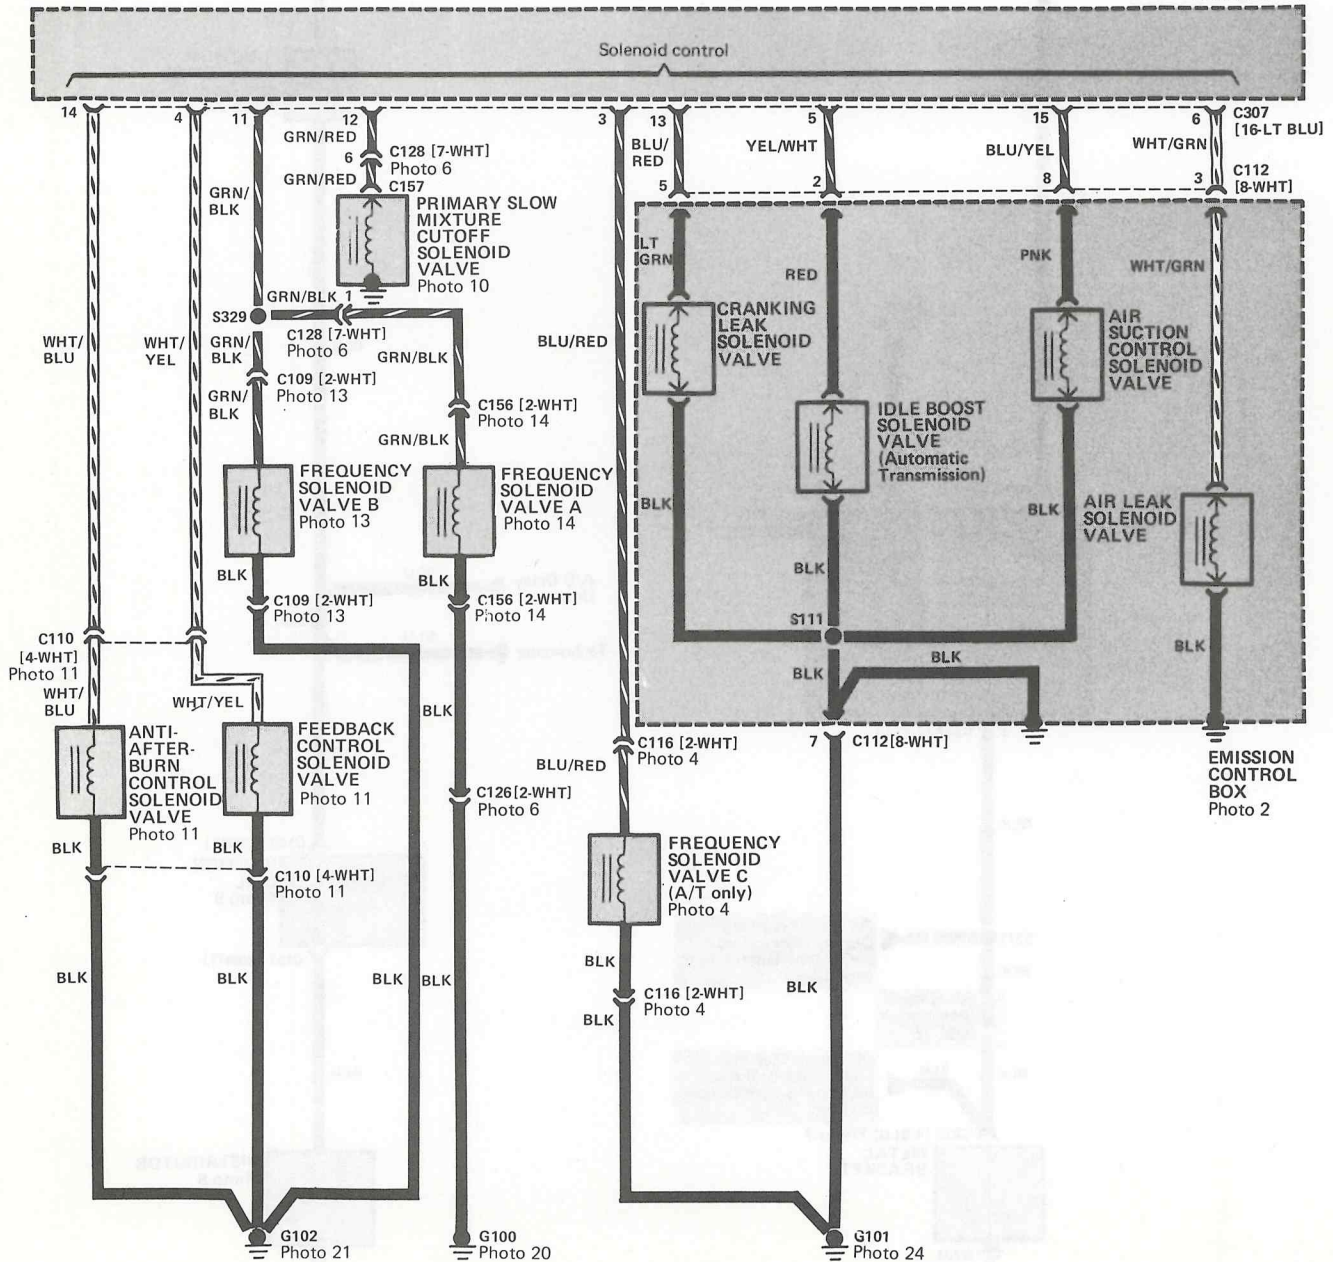 Solenoid control
14
4
11
12
3
13
5
15
6
C307
[16-LT BLU]
GRN/RED
6
C128 [7-WHT]
Photo 6
GRN/RED
C157
BLU/
RED
YEL/WHT
BLU/YEL
WHT/GRN
5
2
8
3
C112
[8-WHT]
GRN/
BLK
PRIMARY SLOW
MIXTURE
CUTOFF
SOLENOID
VALVE
Photo 10
LT
GRN
RED
PNK
WHT/GRN
GRN/BLK 1
S329
C128 [7-WHT]
Photo 6
WHT/
BLU
WHT/
YEL
GRN/
BLK
GRN/BLK
BLU/RED
CRANKING
LEAK
SOLENOID
VALVE
AIR
SUCTION
CONTROL
SOLENOID
VALVE
C109 [2-WHT]
Photo 13
GRN/
BLK
C156 [2-WHT]
Photo 14
GRN/BLK
IDLE BOOST
SOLENOID
VALVE
(Automatic
Transmission)
FREQUENCY
SOLENOID
VALVE B
Photo 13
FREQUENCY
SOLENOID
VALVE A
Photo 14
BLK
BLK
AIR LEAK
SOLENOID
VALVE
BLK
BLK
BLK
C109 [2-WHT]
Photo 13
C156 [2-WHT]
Photo 14
S111
C110
[4-WHT]
Photo 11
WHT/
BLU
WHT/YEL
BLK
BLK
BLK
BLK
ANTI-
AFTER-
BURN
CONTROL
SOLENOID
VALVE
Photo 11
FEEDBACK
CONTROL
SOLENOID
VALVE
Photo 11
C116 [2-WHT]
Photo 4
7
C112[8-WHT]
BLU/RED
EMISSION
CONTROL
BOX
Photo 2
C126[2-WHT]
Photo 6
BLK
BLK
C110 [4-WHT]
Photo 11
FREQUENCY
SOLENOID
VALVE C
(A/T only)
Photo 4
BLK
BLK
BLK
BLK
BLK
BLK
C116 [2-WHT]
Photo 4
BLK
G102
Photo 21
G100
Photo 20
G101
Photo 24